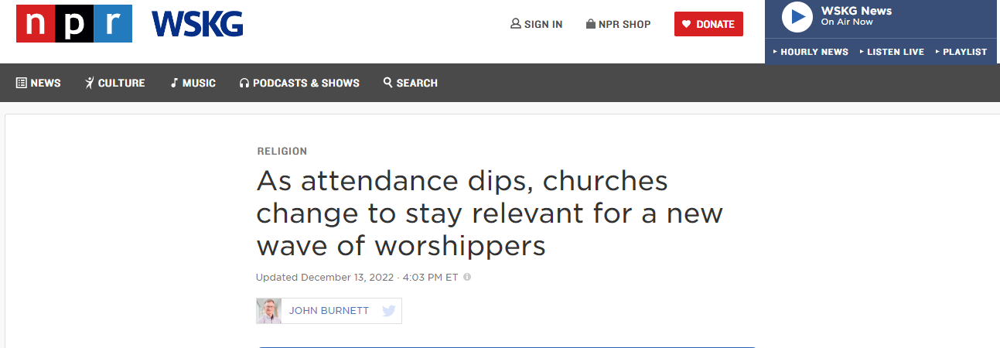 npr WSKG
SIGN IN NPR SHOP DONATE
WSKG News
On Air Now
HOURLY NEWS LISTEN LIVE PLAYLIST
NEWS CULTURE MUSIC PODCASTS & SHOWS SEARCH
RELIGION
As attendance dips, churches
change to stay relevant for a new
wave of worshippers
Updated December 13, 2022 · 4:03 PM ET
JOHN BURNETT